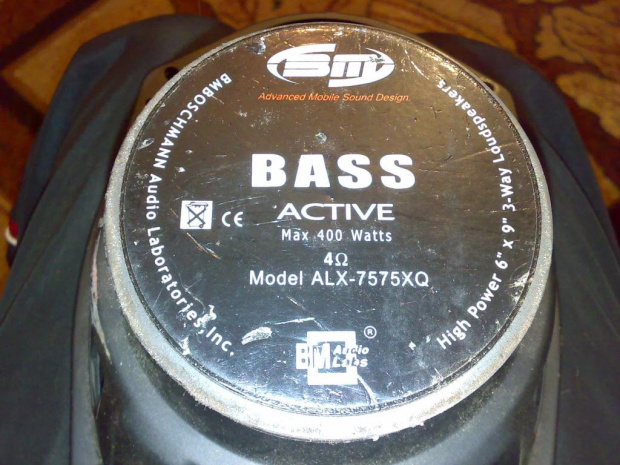 BM
Advanced Mobile Sound Design
BMBOSCHMANN Audio Laboratories, Inc.
High Power 6" x 9" 3-Way Loudspeakers
BASS
ACTIVE
CE
Max 400 Watts
4Ω
Model ALX-7575XQ
BM Audio
Labs
®